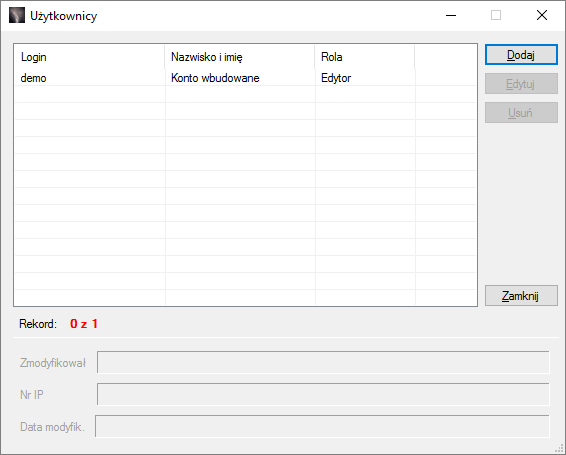 Użytkownicy
Login Nazwisko i imię Rola
demo Konto wbudowane Edytor
Dodaj
Edytuj
Usuń
Zamknij
Rekord: 0 z 1
Zmodyfikował
Nr IP
Data modyfik.